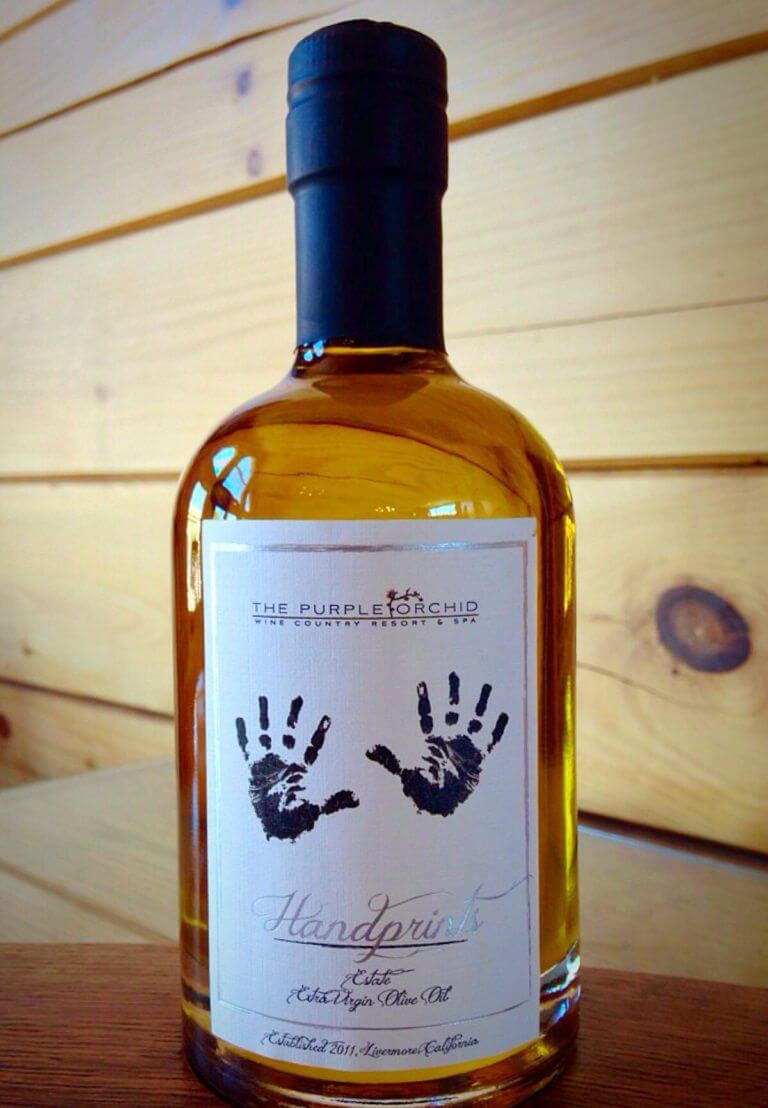 THE PURPLE ORCHID
WINE COUNTRY RESORT & SPA
Handprints
Estate
Extra Virgin Olive Oil
Established 2011, Livermore California